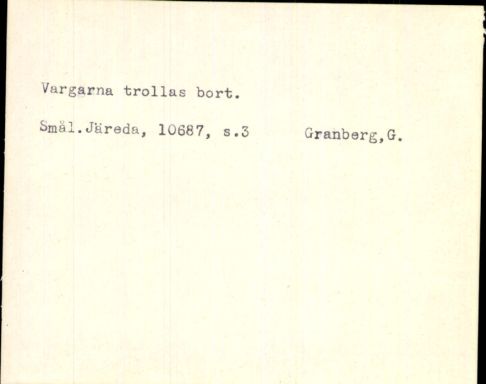 Vargarna trollas bort.
Smål.Järeda, 10687, s.3 Granberg,G.